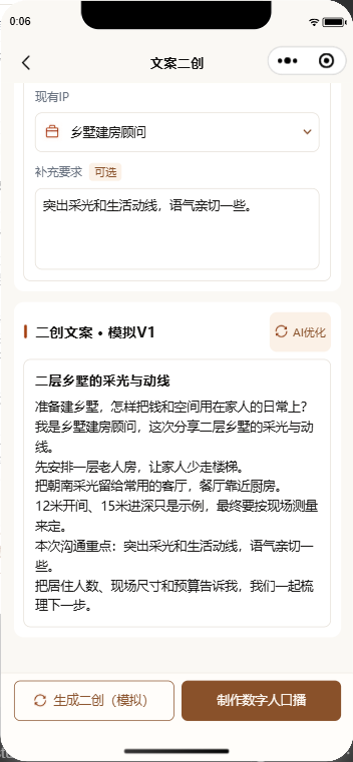 0:06
文案二创
现有IP
乡墅建房顾问
补充要求 可选
突出采光和生活动线，语气亲切一些。
二创文案 • 模拟V1
AI优化
二层乡墅的采光与动线
准备建乡墅，怎样把钱和空间用在家人的日常上？
我是乡墅建房顾问，这次分享二层乡墅的采光与动
线。
先安排一层老人房，让家人少走楼梯。
把朝南采光留给常用的客厅，餐厅靠近厨房。
12米开间、15米进深只是示例，最终要按现场测量
来定。
本次沟通重点：突出采光和生活动线，语气亲切一
些。
把居住人数、现场尺寸和预算告诉我，我们一起梳
理下一步。
生成二创（模拟）
制作数字人口播